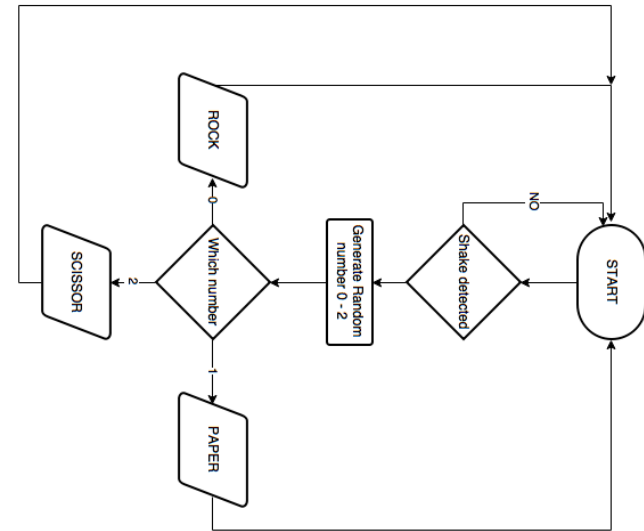 START
NO
Shake detected
Generate Random
number 0 - 2
Which number
0
1
2
ROCK
PAPER
SCISSOR